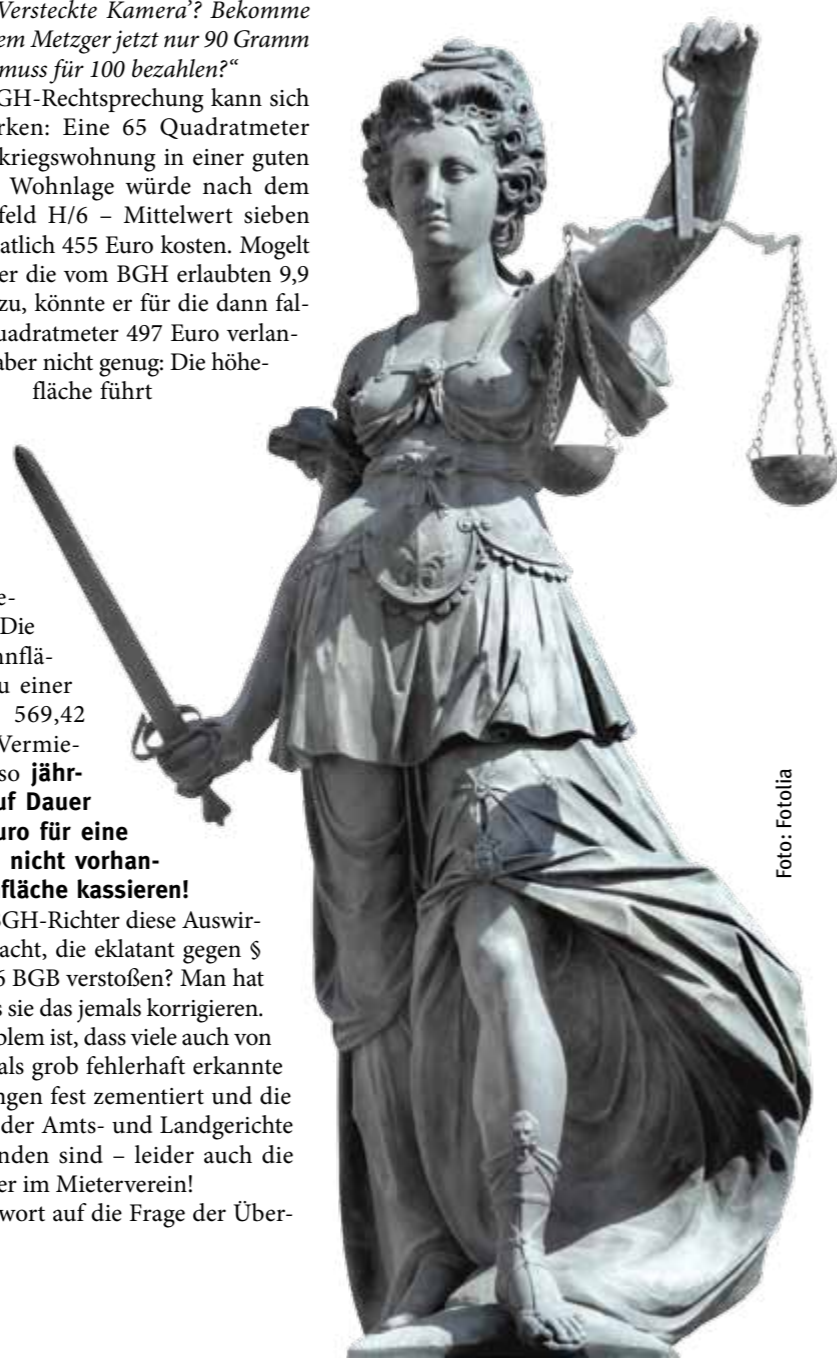 Versteckte Kamera’? Bekomme
em Metzger jetzt nur 90 Gramm
muss für 100 bezahlen?“
GH-Rechtsprechung kann sich
rken: Eine 65 Quadratmeter
kriegswohnung in einer guten
Wohnlage würde nach dem
feld H/6 – Mittelwert sieben
atlich 455 Euro kosten. Mogelt
er die vom BGH erlaubten 9,9
zu, könnte er für die dann fal-
uadratmeter 497 Euro verlan-
aber nicht genug: Die höhe-
fläche führt
e-
Die
nnflä-
u einer
569,42
Vermie-
so jähr-
uf Dauer
uro für eine
nicht vorhan-
fläche kassieren!
BGH-Richter diese Auswir-
acht, die eklatant gegen §
6 BGB verstoßen? Man hat
s sie das jemals korrigieren.
blem ist, dass viele auch von
als grob fehlerhaft erkannte
ngen fest zementiert und die
der Amts- und Landgerichte
nden sind – leider auch die
er im Mieterverein!
wort auf die Frage der Über-
Foto: Fotolia